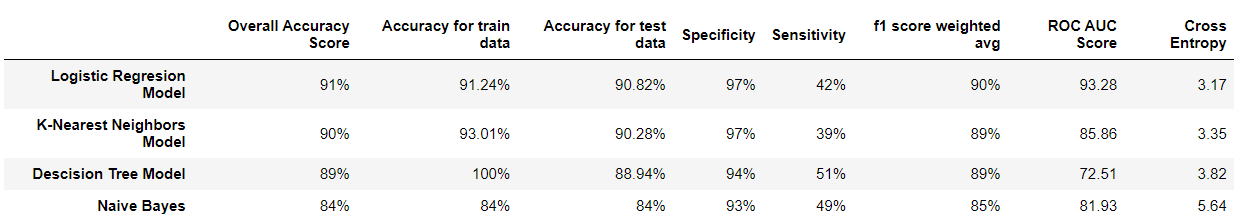 Overall Accuracy Score Accuracy for train data Accuracy for test data Specificity Sensitivity f1 score weighted avg ROC AUC Score Cross Entropy
Logistic Regresion Model 91% 91.24% 90.82% 97% 42% 90% 93.28 3.17
K-Nearest Neighbors Model 90% 93.01% 90.28% 97% 39% 89% 85.86 3.35
Descision Tree Model 89% 100% 88.94% 94% 51% 89% 72.51 3.82
Naive Bayes 84% 84% 84% 93% 49% 85% 81.93 5.64